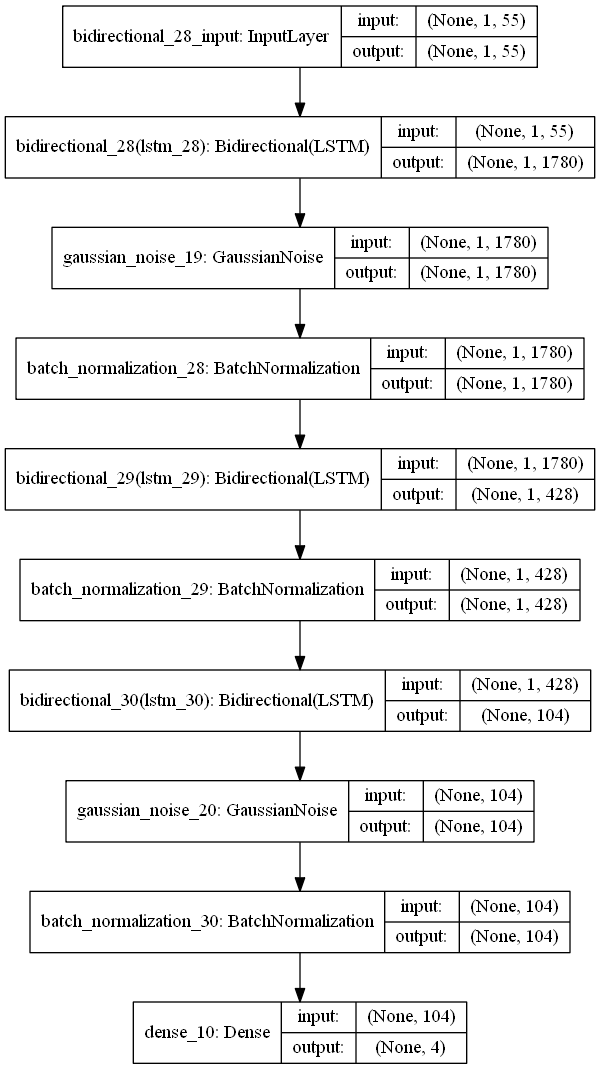 bidirectional_28_input: InputLayer
input: (None, 1, 55)
output: (None, 1, 55)
bidirectional_28(lstm_28): Bidirectional(LSTM)
input: (None, 1, 55)
output: (None, 1, 1780)
gaussian_noise_19: GaussianNoise
input: (None, 1, 1780)
output: (None, 1, 1780)
batch_normalization_28: BatchNormalization
input: (None, 1, 1780)
output: (None, 1, 1780)
bidirectional_29(lstm_29): Bidirectional(LSTM)
input: (None, 1, 1780)
output: (None, 1, 428)
batch_normalization_29: BatchNormalization
input: (None, 1, 428)
output: (None, 1, 428)
bidirectional_30(lstm_30): Bidirectional(LSTM)
input: (None, 1, 428)
output: (None, 104)
gaussian_noise_20: GaussianNoise
input: (None, 104)
output: (None, 104)
batch_normalization_30: BatchNormalization
input: (None, 104)
output: (None, 104)
dense_10: Dense
input: (None, 104)
output: (None, 4)